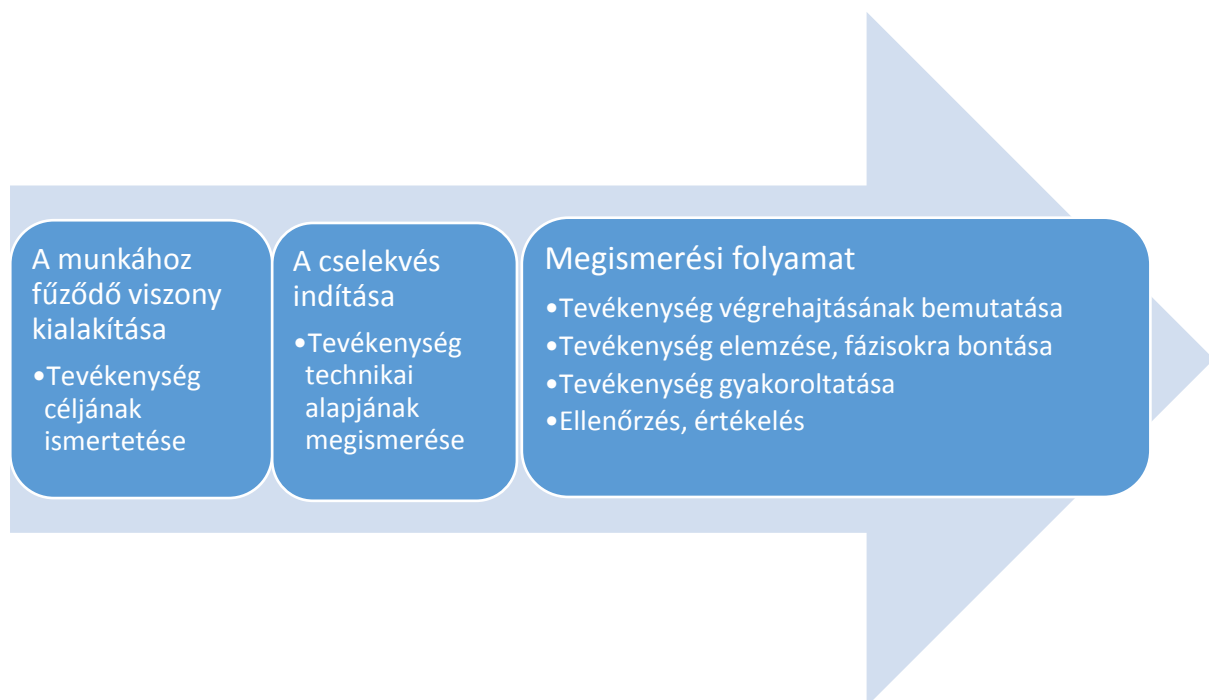 A munkához
fűződő viszony
kialakítása
•Tevékenység
céljának
ismertetése
A cselekvés
indítása
•Tevékenység
technikai
alapjának
megismerése
Megismerési folyamat
•Tevékenység végrehajtásának bemutatása
•Tevékenység elemzése, fázisokra bontása
•Tevékenység gyakoroltatása
•Ellenőrzés, értékelés